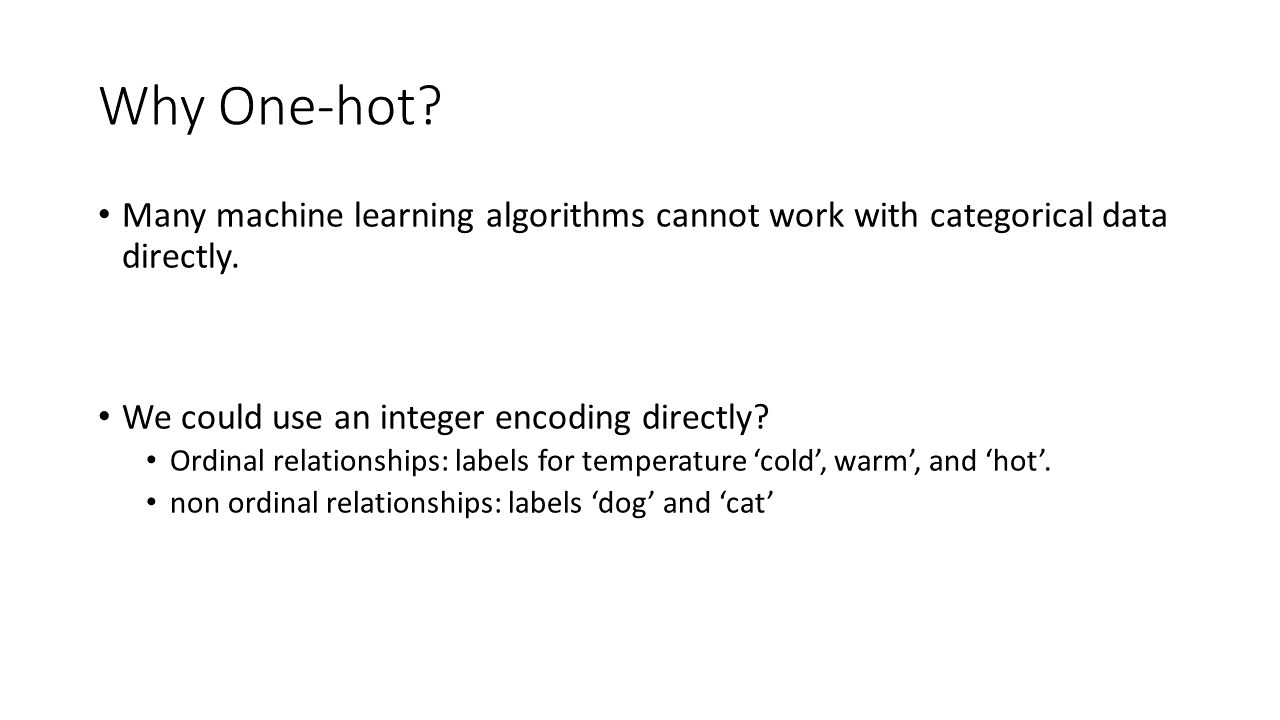 Why One-hot?
• Many machine learning algorithms cannot work with categorical data
directly.
• We could use an integer encoding directly?
• Ordinal relationships: labels for temperature ‘cold’, warm’, and ‘hot’.
• non ordinal relationships: labels ‘dog’ and ‘cat’